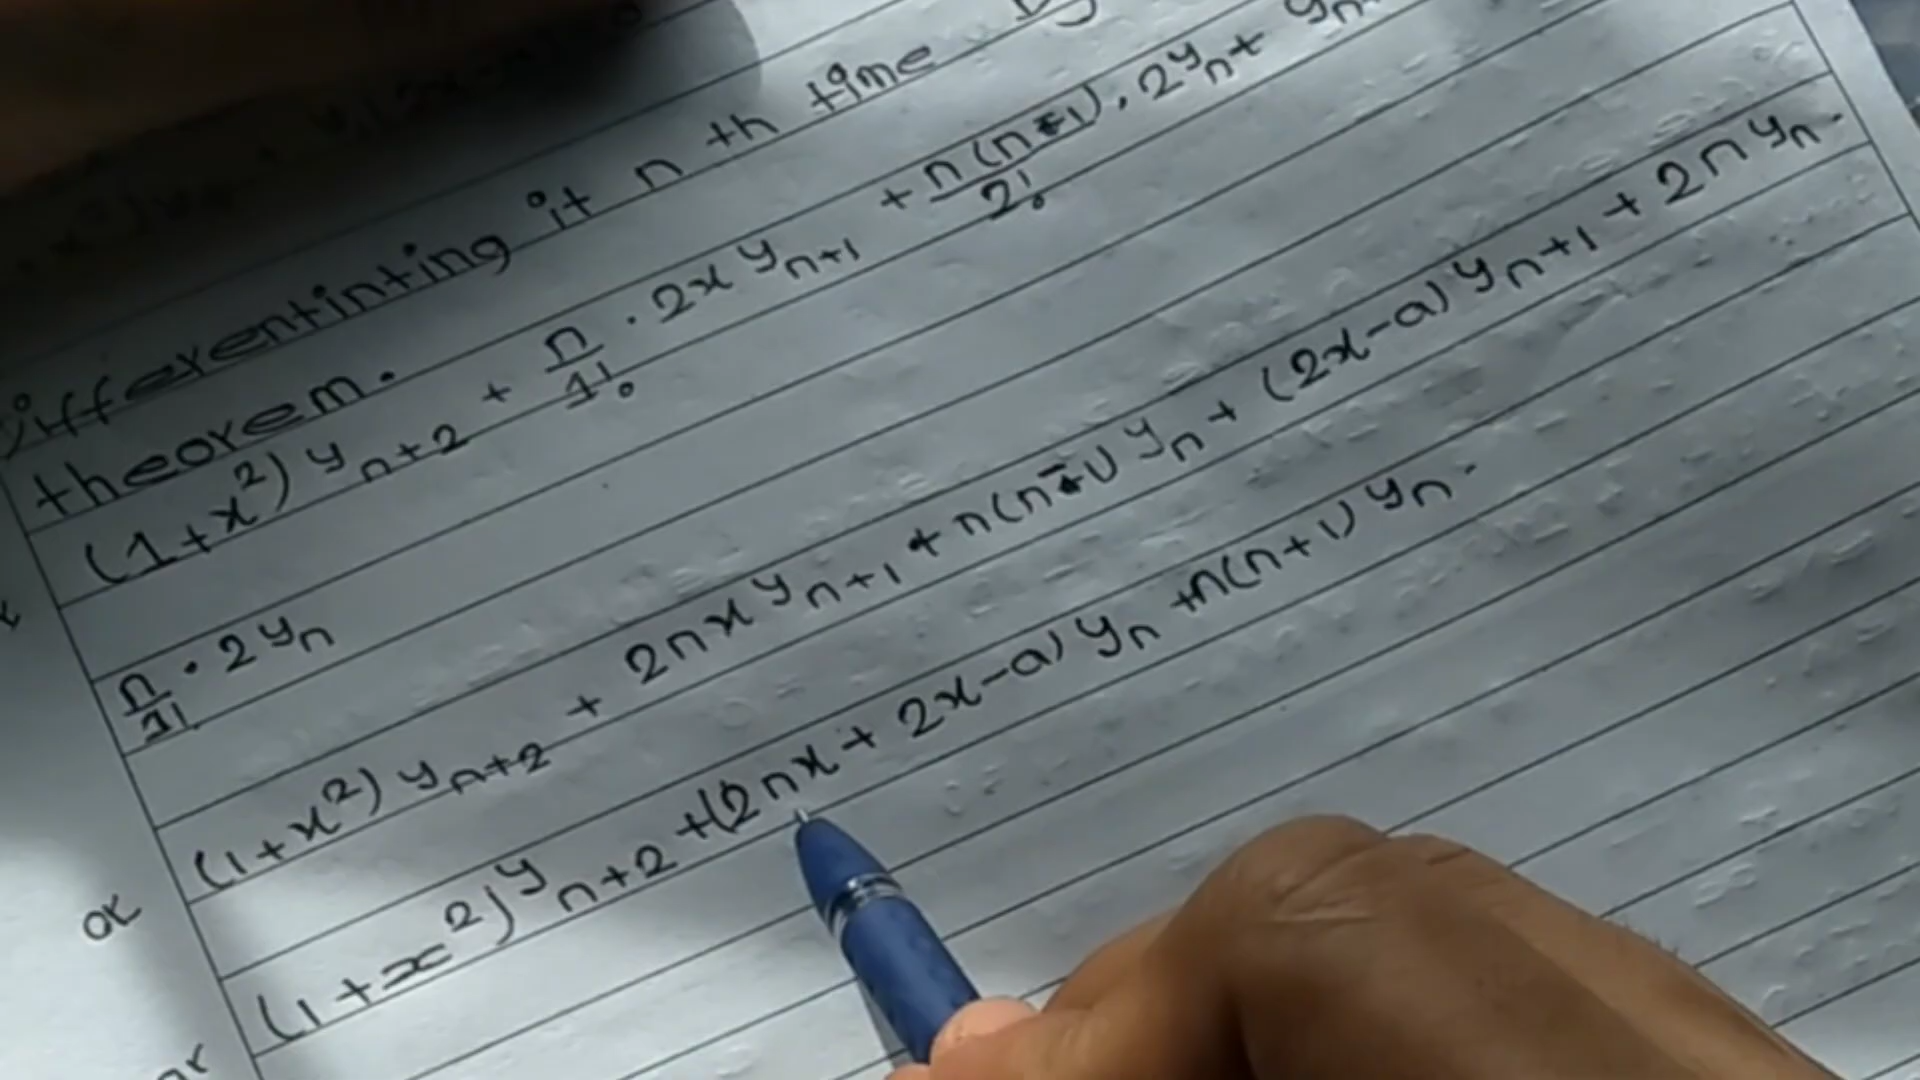 Differentinting it n th time by
theorem.
(1+x²) yₙ₊₂ + n/1! · 2x yₙ₊₁ + n(n-1)/2! · 2yₙ + yₙ
n/1! · 2yₙ
(1+x²) yₙ₊₂ + 2nx yₙ₊₁ + n(n-1) yₙ + (2x-a) yₙ₊₁ + 2n yₙ.
or (1+x²) yₙ₊₂ + (2nx + 2x-a) yₙ + n(n+1) yₙ.
or